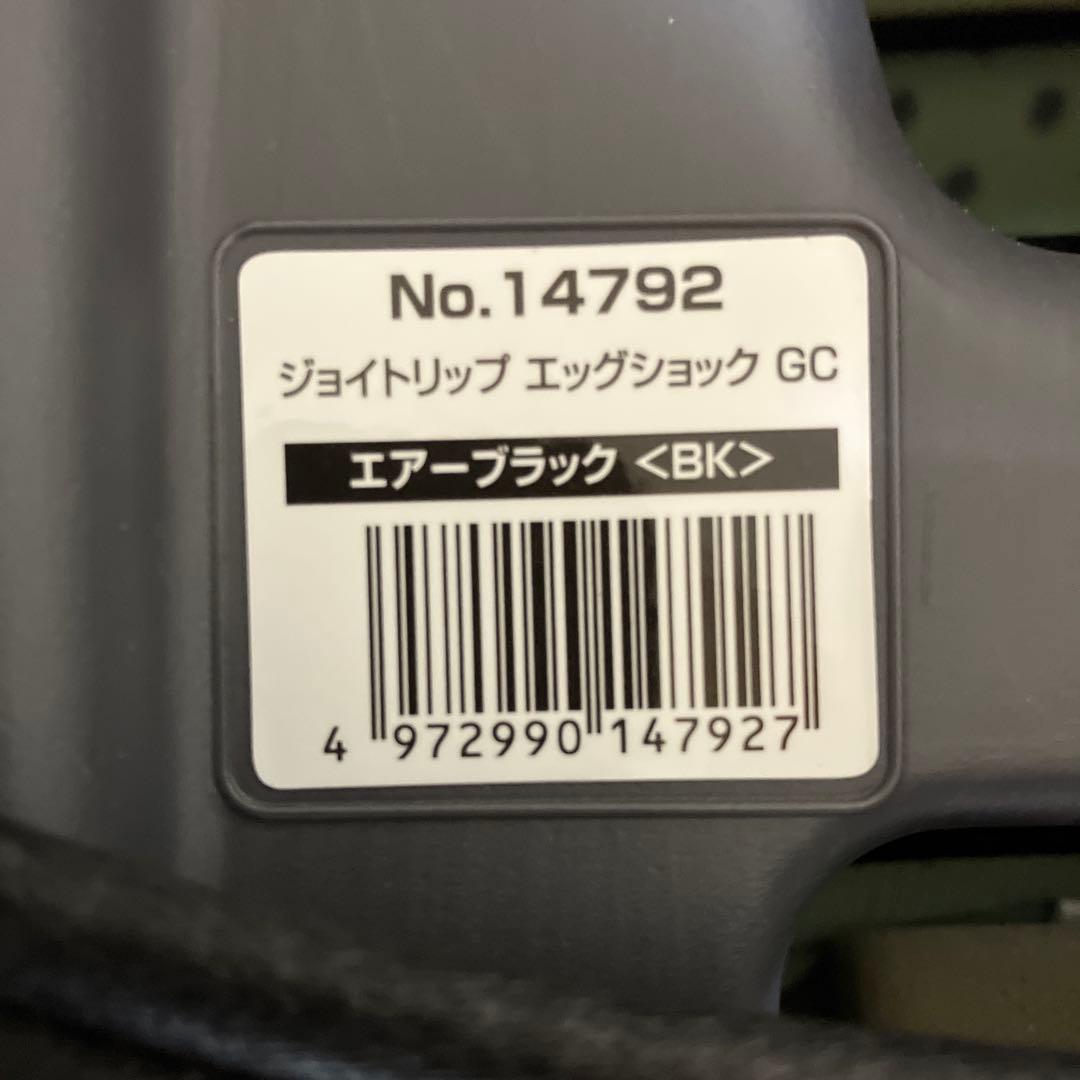 No.14792
ジョイトリップ エッグショック GC
エアーブラック <BK>
4 972990 147927